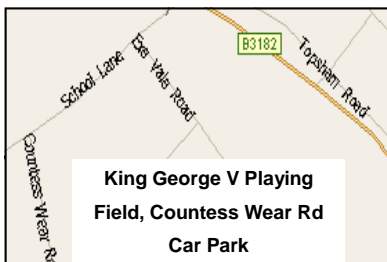 B3182
Topsham Road
School Lane
Exe Vale Road
Countess Wear R
King George V Playing
Field, Countess Wear Rd
Car Park